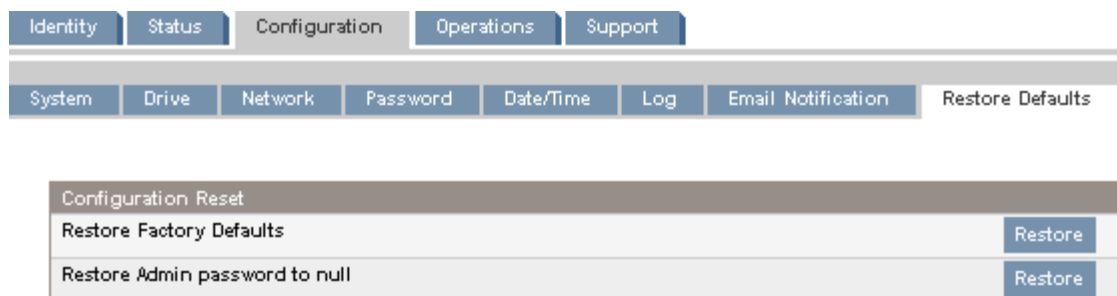 Identity Status Configuration Operations Support
System Drive Network Password Date/Time Log Email Notification Restore Defaults
Configuration Reset
Restore Factory Defaults Restore
Restore Admin password to null Restore